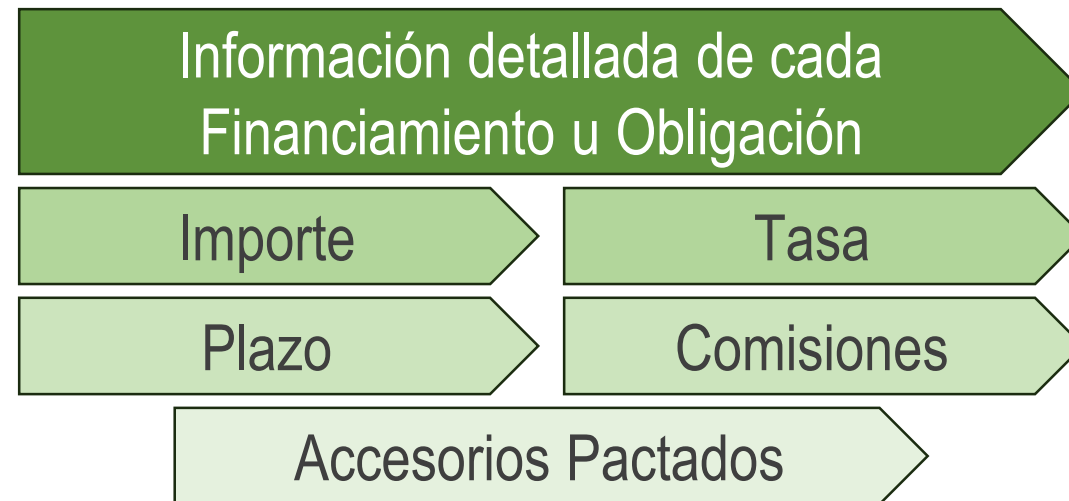 Información detallada de cada
Financiamiento u Obligación
Importe
Tasa
Plazo
Comisiones
Accesorios Pactados